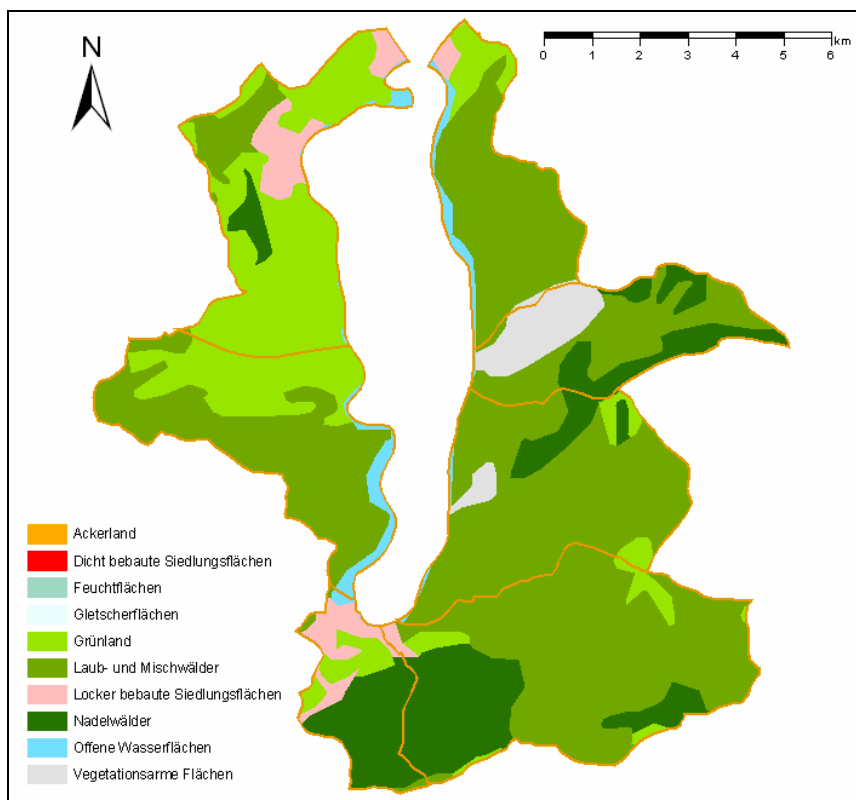 N
0 1 2 3 4 5 6 km
Ackerland
Dicht bebaute Siedlungsflächen
Feuchtflächen
Gletscherflächen
Grünland
Laub- und Mischwälder
Locker bebaute Siedlungsflächen
Nadelwälder
Offene Wasserflächen
Vegetationsarme Flächen